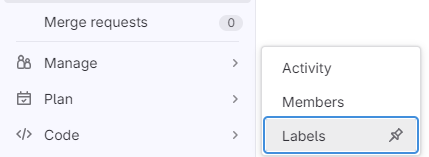 Merge requests 0
Manage
Plan
Code
Activity
Members
Labels